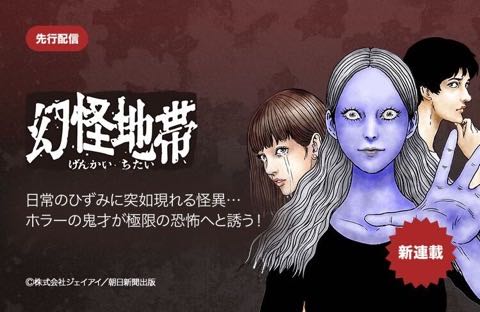 先行配信
幻怪地帯
げんかい ちたい
日常のひずみに突如現れる怪異…
ホラーの鬼才が極限の恐怖へと誘う!
新連載
©株式会社ジェイアイ/朝日新聞出版